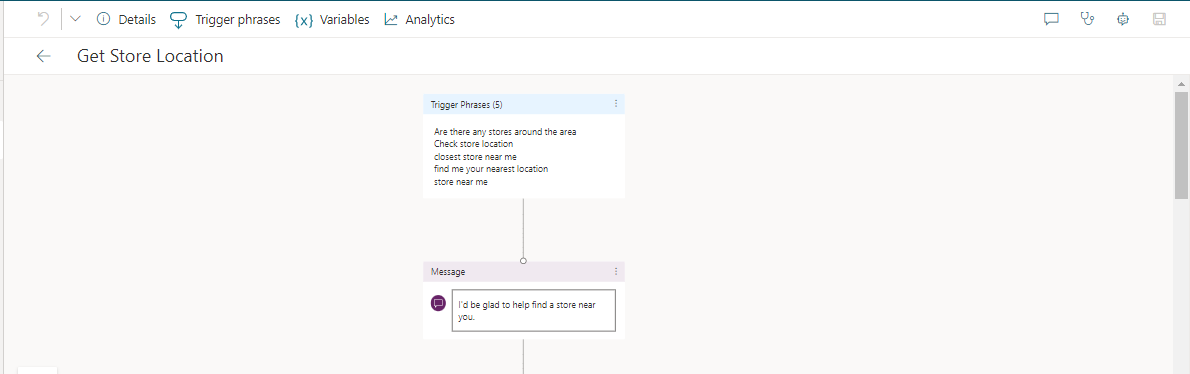 Details Trigger phrases {x} Variables Analytics
Get Store Location
Trigger Phrases (5)
Are there any stores around the area
Check store location
closest store near me
find me your nearest location
store near me
Message
I'd be glad to help find a store near
you.